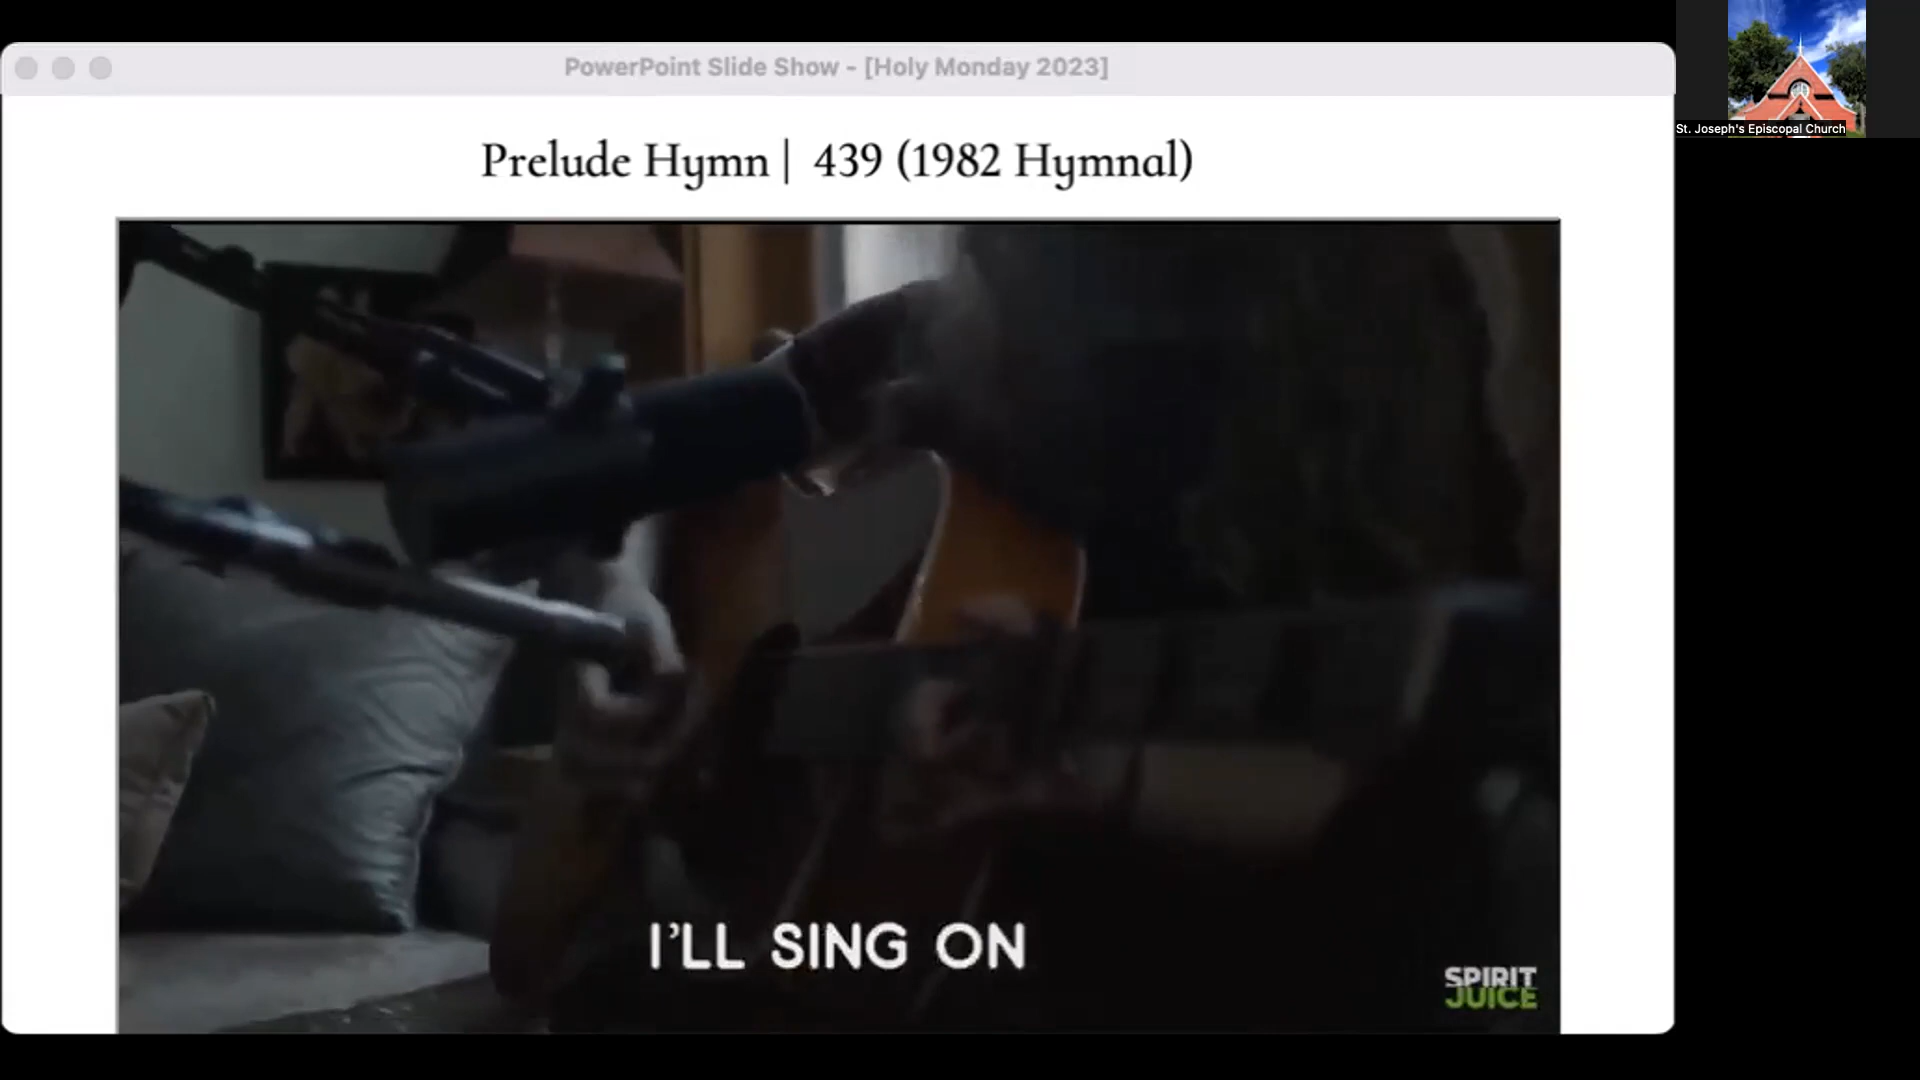 PowerPoint Slide Show - [Holy Monday 2023]
St. Joseph's Episcopal Church
Prelude Hymn | 439 (1982 Hymnal)
I'LL SING ON
SPIRIT
JUICE